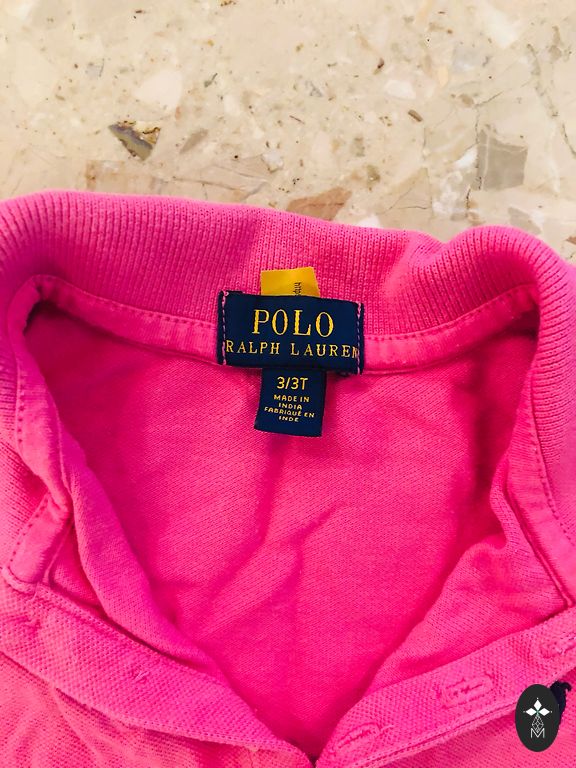 POLO
RALPH LAUREN
3/3T
MADE IN
INDIA
FABRIQUÉ EN
INDE
M